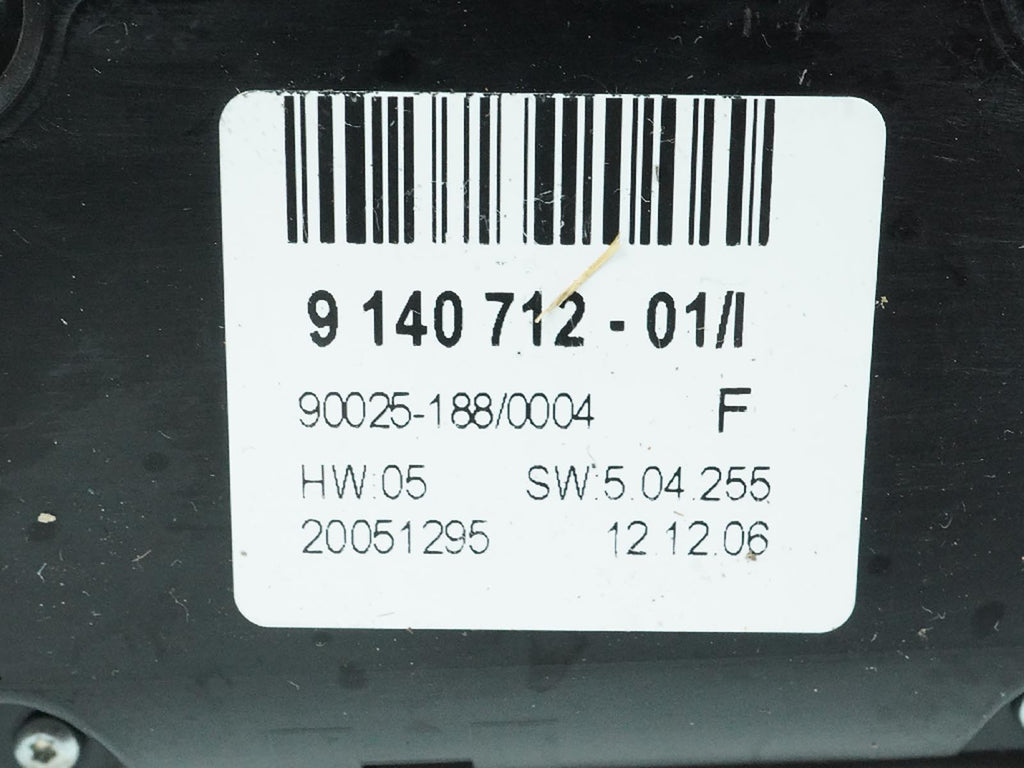 9 140 712 - 01/I
90025-188/0004 F
HW:05 SW:5.04.255
20051295 12.12.06